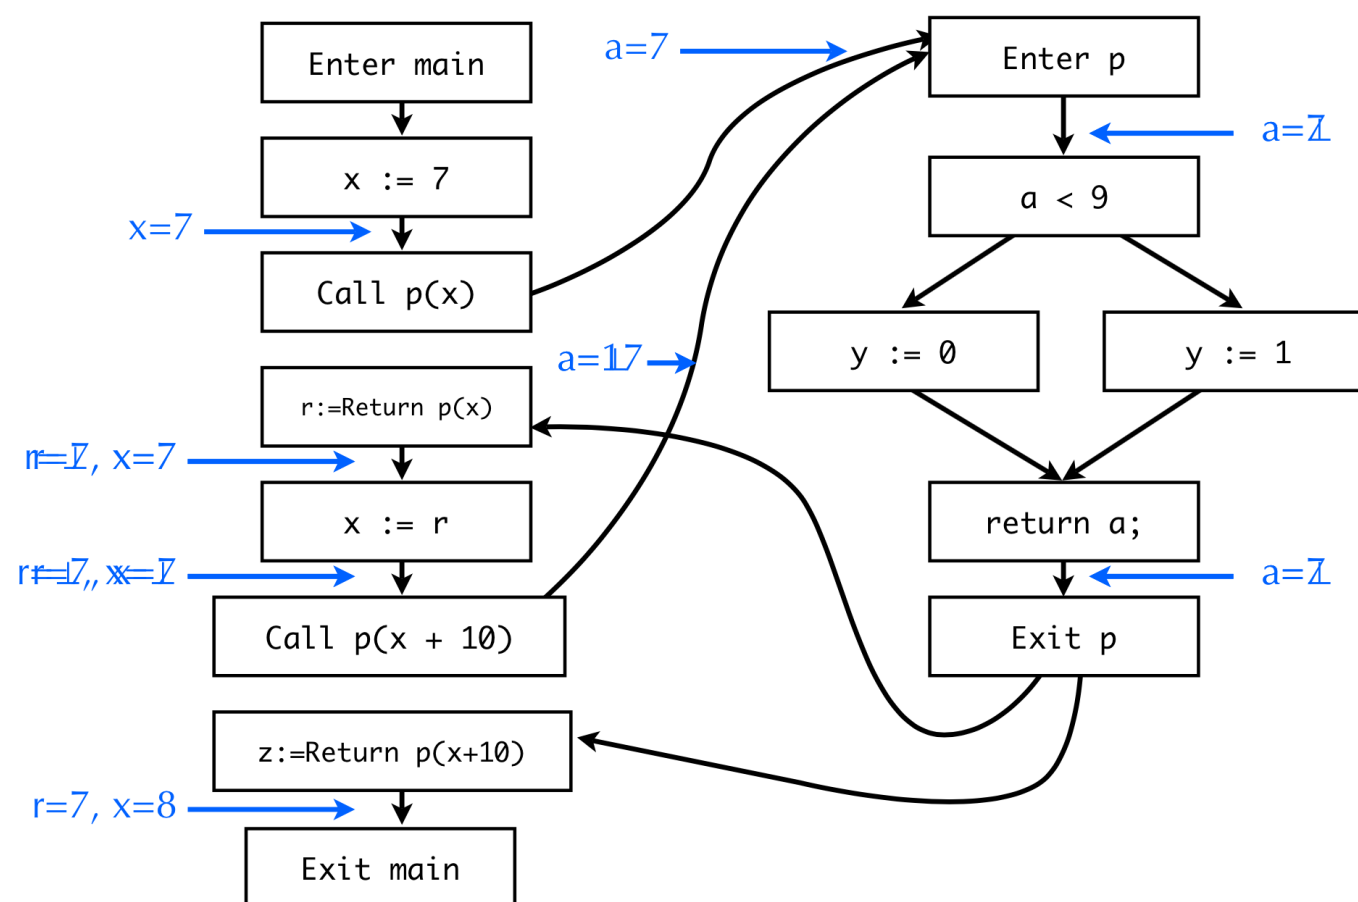 Enter main
x := 7
x=7
Call p(x)
r:=Return p(x)
x=7
x := r
Call p(x + 10)
z:=Return p(x+10)
r=7, x=8
Exit main
a=7
Enter p
a < 9
y := 0
y := 1
return a;
Exit p